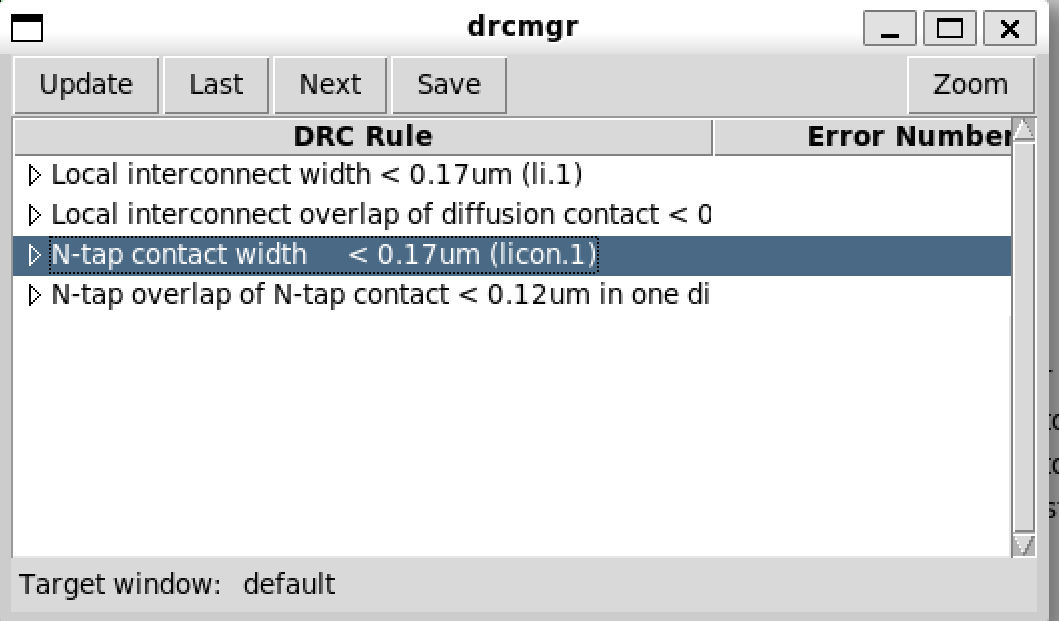 drcmgr
Update Last Next Save Zoom
DRC Rule Error Number
Local interconnect width < 0.17um (li.1)
Local interconnect overlap of diffusion contact < 0
N-tap contact width < 0.17um (licon.1)
N-tap overlap of N-tap contact < 0.12um in one di
Target window: default